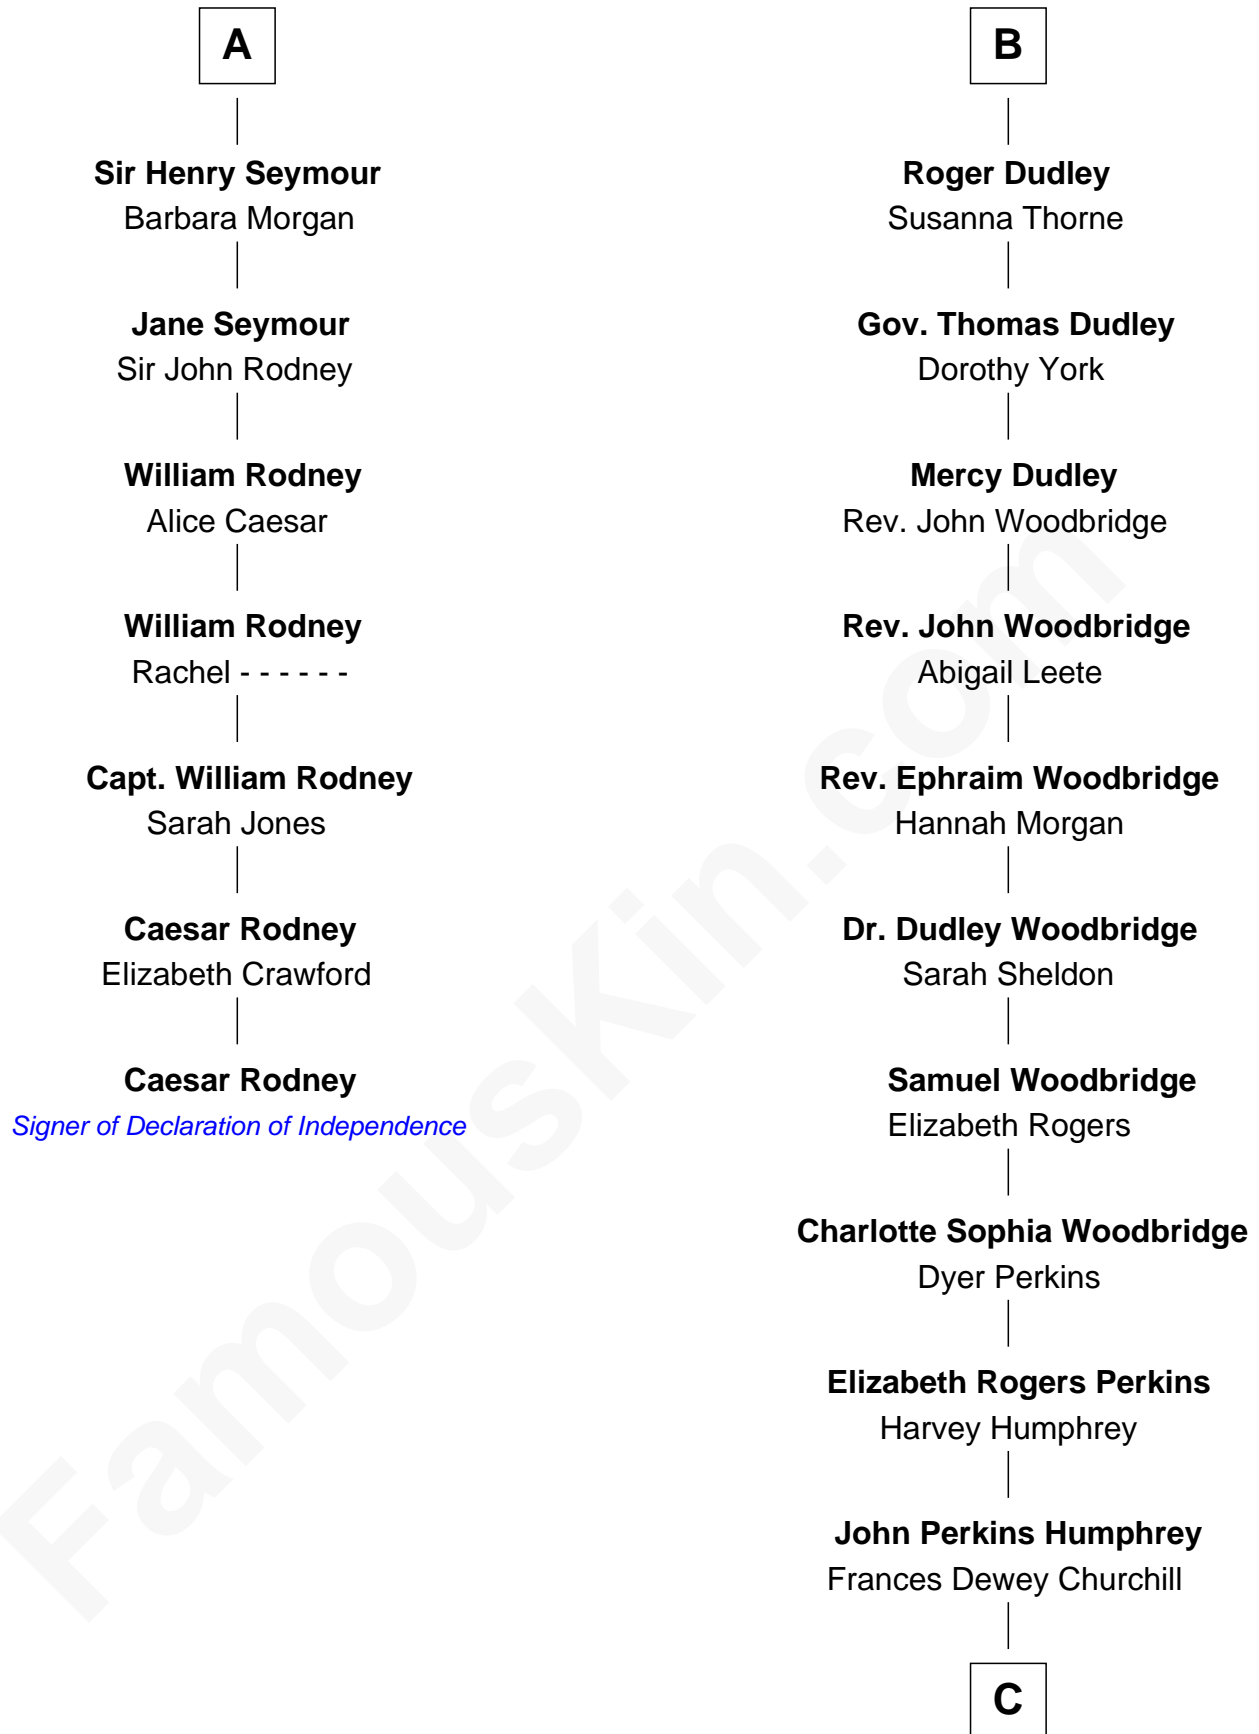 A
Sir Henry Seymour
Barbara Morgan
Jane Seymour
Sir John Rodney
William Rodney
Alice Caesar
William Rodney
Rachel - - - - - -
Capt. William Rodney
Sarah Jones
Caesar Rodney
Elizabeth Crawford
Caesar Rodney
Signer of Declaration of Independence
B
Roger Dudley
Susanna Thorne
Gov. Thomas Dudley
Dorothy York
Mercy Dudley
Rev. John Woodbridge
Rev. John Woodbridge
Abigail Leete
Rev. Ephraim Woodbridge
Hannah Morgan
Dr. Dudley Woodbridge
Sarah Sheldon
Samuel Woodbridge
Elizabeth Rogers
Charlotte Sophia Woodbridge
Dyer Perkins
Elizabeth Rogers Perkins
Harvey Humphrey
John Perkins Humphrey
Frances Dewey Churchill
C
FamousKin.com